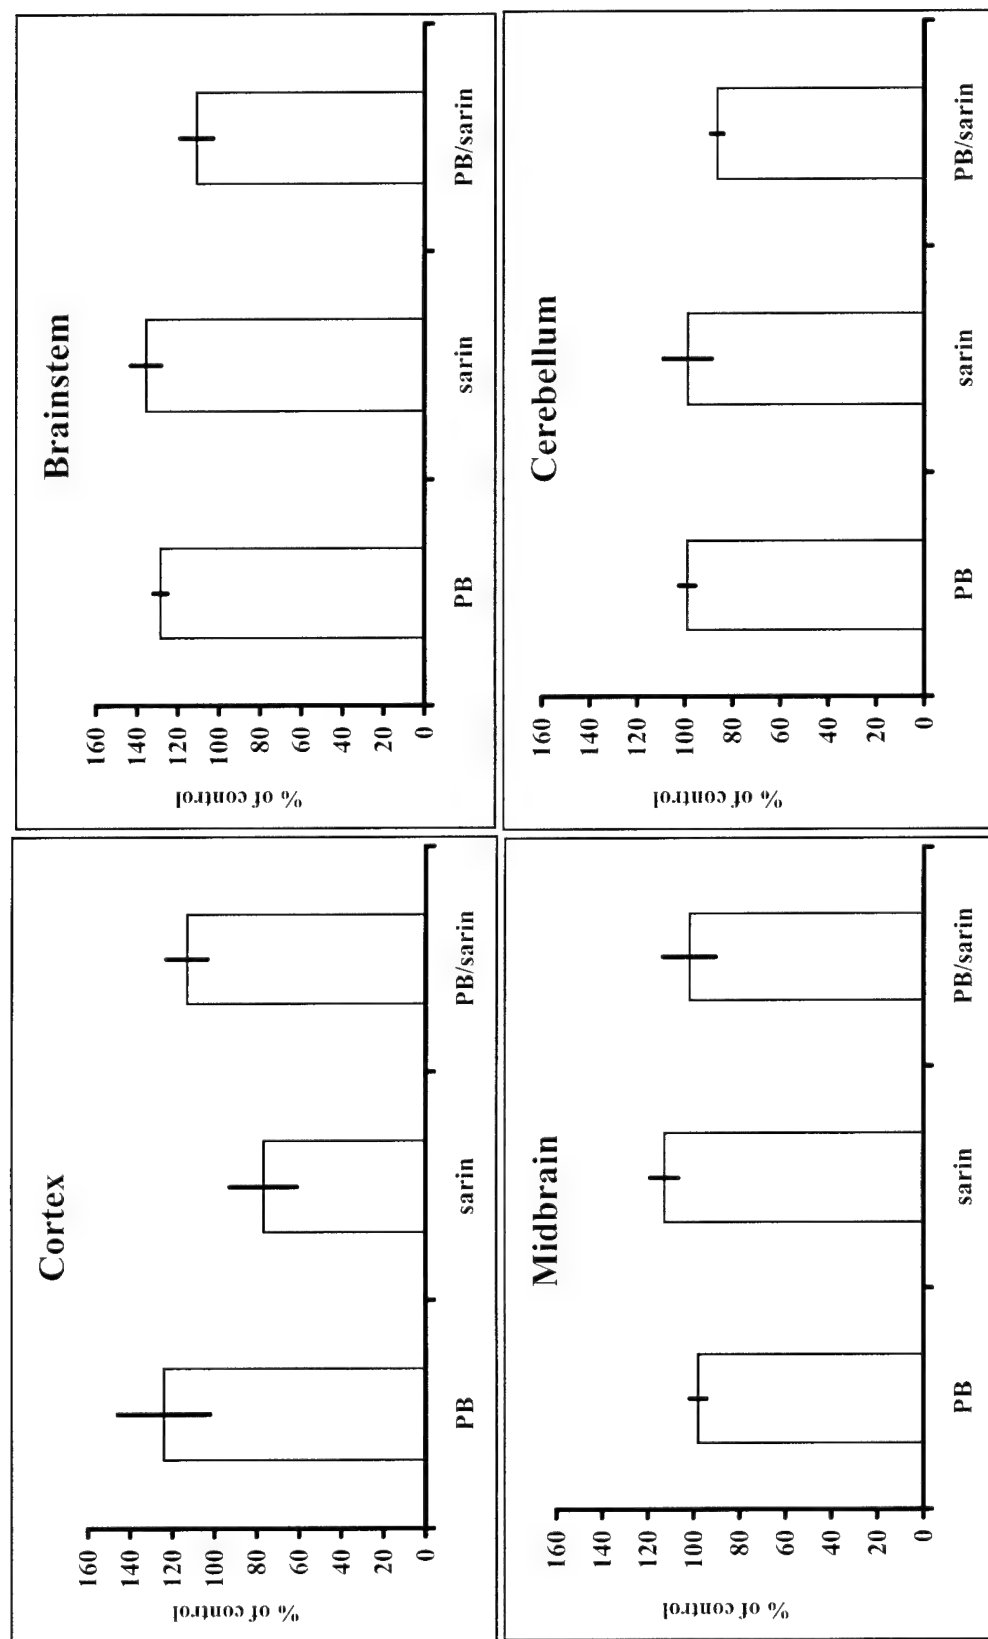 Cortex
% of control
160
140
120
100
80
60
40
20
0
PB
sarin
PB/sarin
Brainstem
% of control
160
140
120
100
80
60
40
20
0
PB
sarin
PB/sarin
Midbrain
% of control
160
140
120
100
80
60
40
20
0
PB
sarin
PB/sarin
Cerebellum
% of control
160
140
120
100
80
60
40
20
0
PB
sarin
PB/sarin